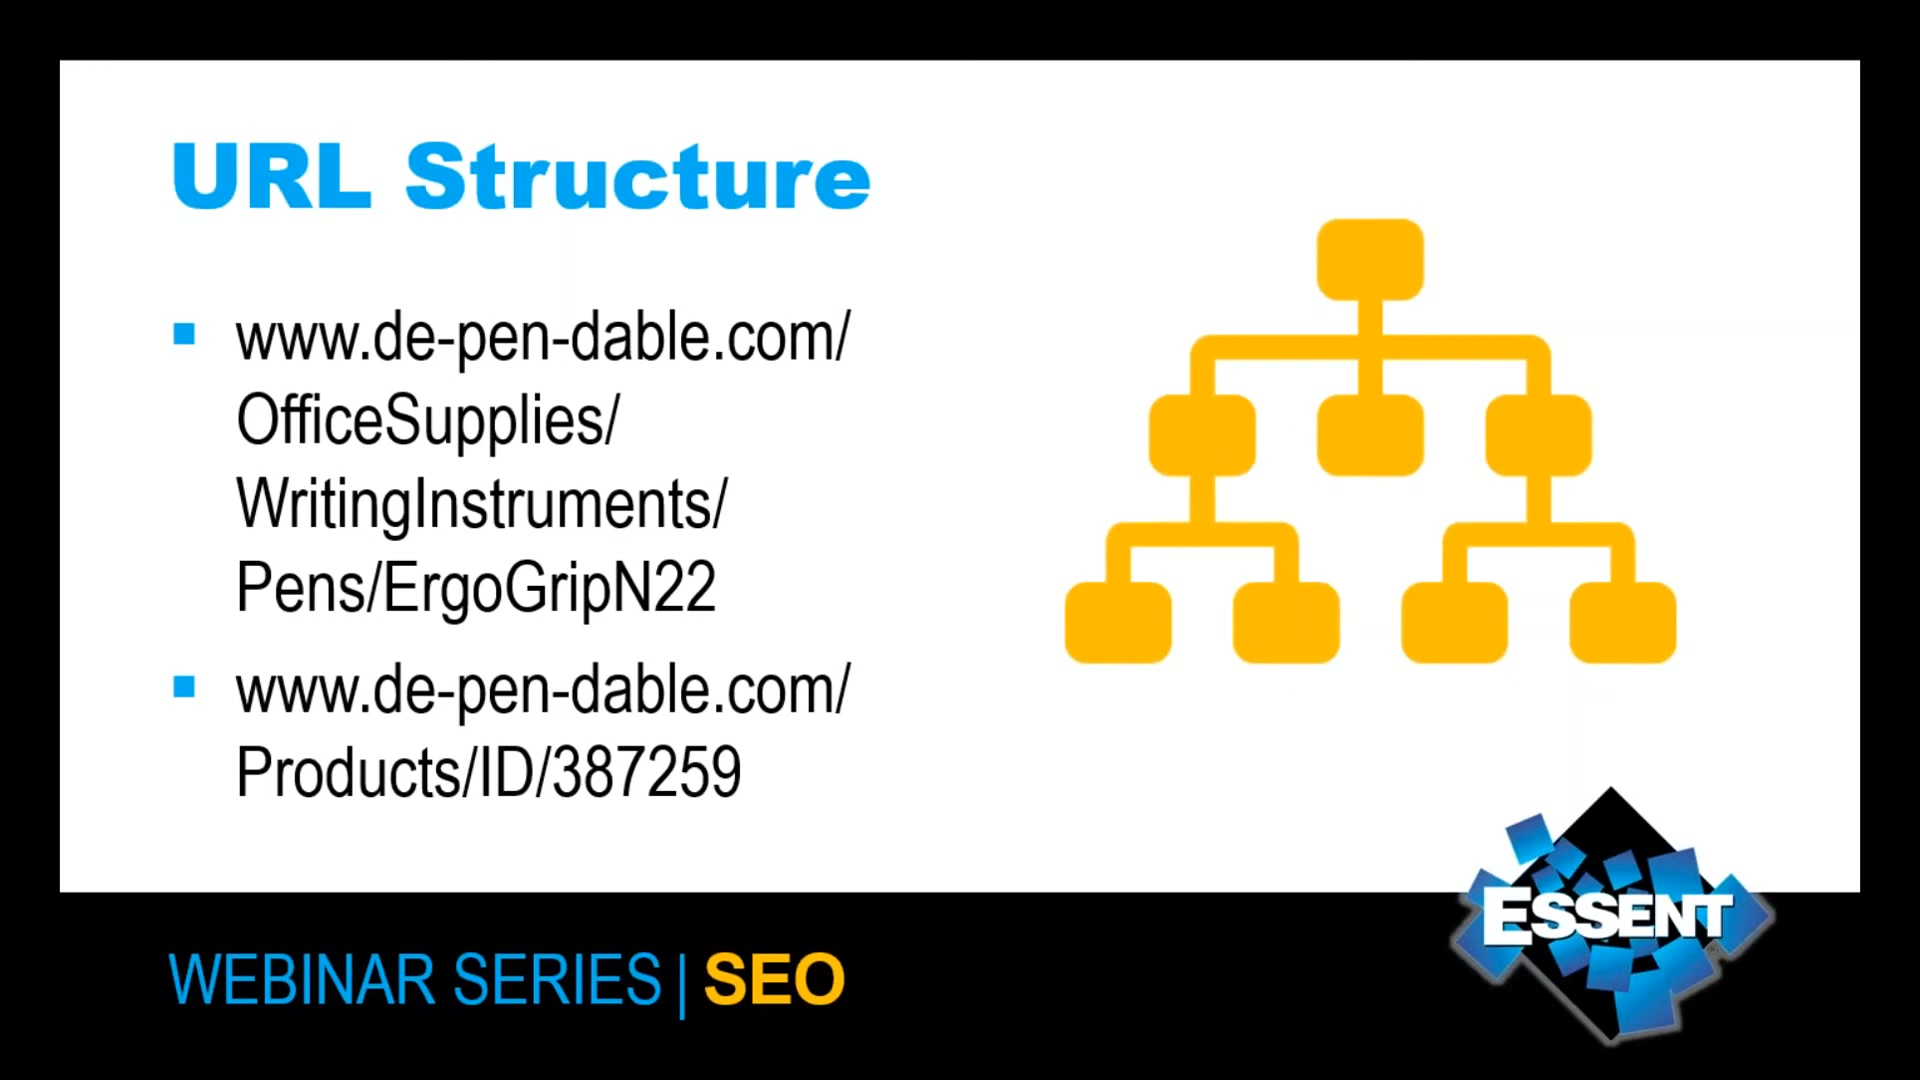 URL Structure
www.de-pen-dable.com/
OfficeSupplies/
WritingInstruments/
Pens/ErgoGripN22
www.de-pen-dable.com/
Products/ID/387259
ESSENT
WEBINAR SERIES | SEO